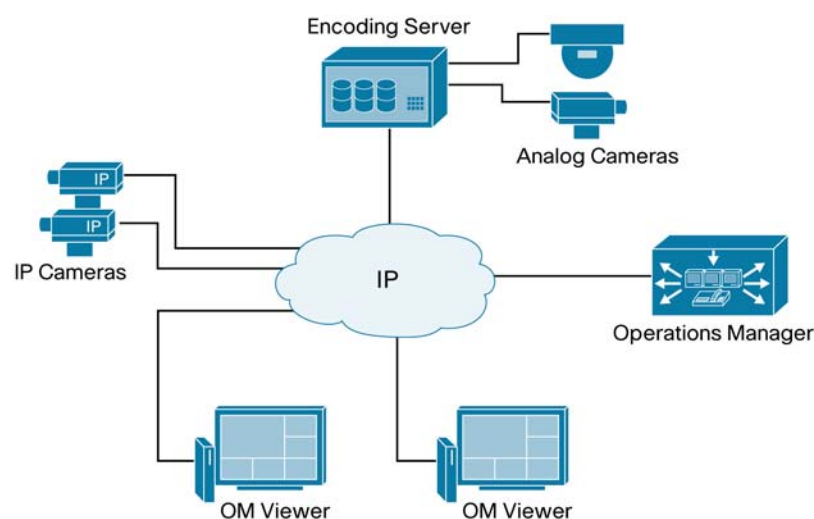 Encoding Server
Analog Cameras
IP
IP
IP Cameras
IP
Operations Manager
OM Viewer
OM Viewer